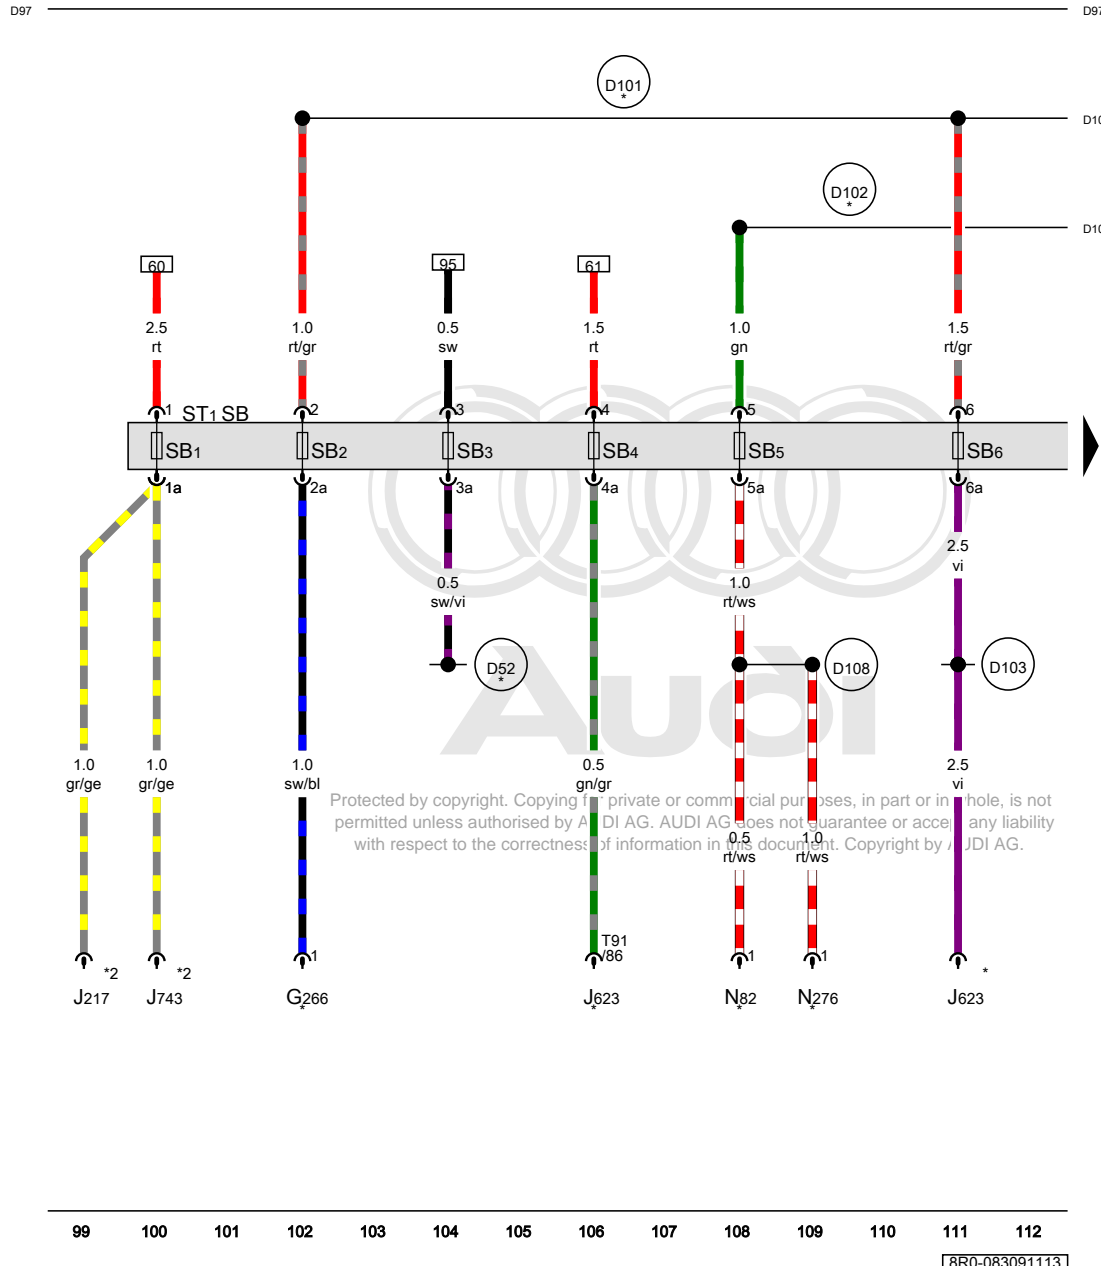 D97 D97
D101
*
D102
*
60 95 61
2.5 1.0 0.5 1.5 1.0 1.5
rt rt/gr sw rt gn rt/gr
1 2 3 4 5 6
ST1 SB
SB1 SB2 SB3 SB4 SB5 SB6
1a 2a 3a 4a 5a 6a
2.5
vi
0.5 1.0
sw/vi rt/ws
D52
*
D108 D103
Audi
1.0 1.0 1.0 0.5 2.5
gr/ge gr/ge sw/bl gn/gr vi
Protected by copyright. Copying for private or commercial purposes, in part or in whole, is not
permitted unless authorised by AUDI AG. AUDI AG does not guarantee or accept any liability
with respect to the correctness of information in this document. Copyright by AUDI AG.
0.5 1.0
rt/ws rt/ws
T91
/86
1 1 1
*2 *2 *
J217 J743 G266 J623 N82 N276 J623
* * * *
99 100 101 102 103 104 105 106 107 108 109 110 111 112
8R0-083091113